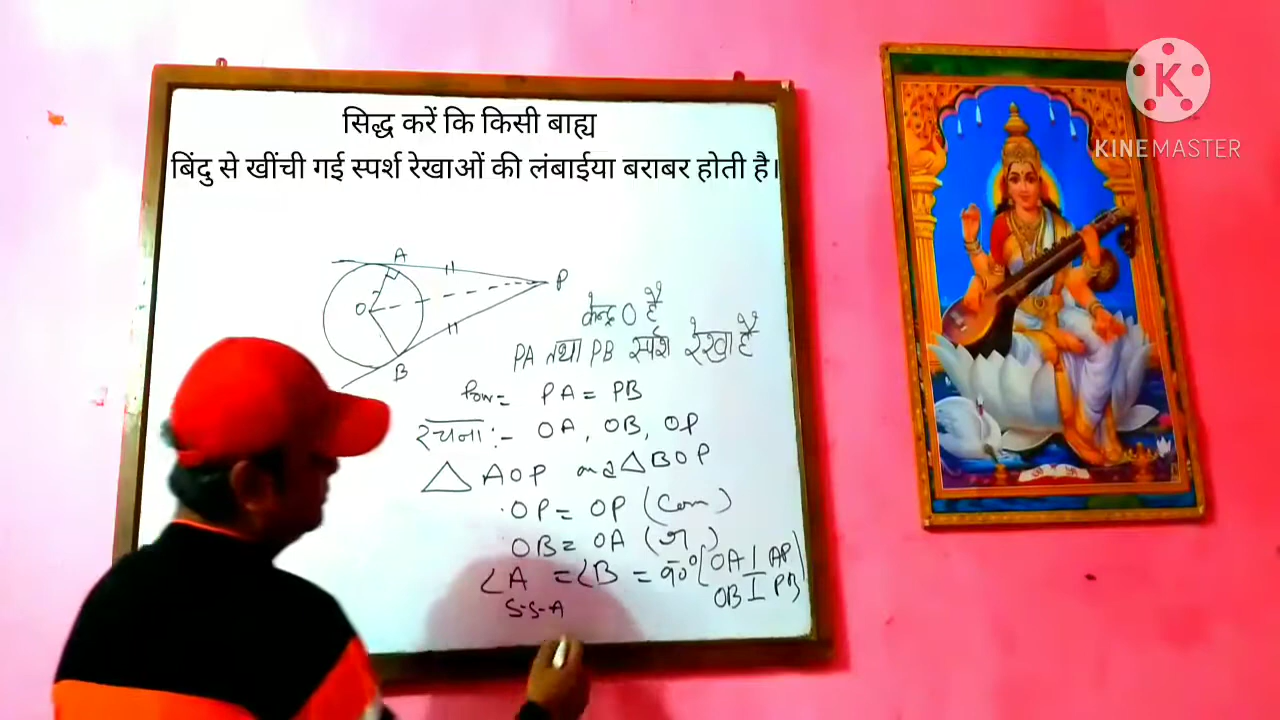 सिद्ध करें कि किसी बाह्य
बिंदु से खींची गई स्पर्श रेखाओं की लंबाईया बराबर होती है।
K
KINEMASTER
A
O
P
B
केन्द्र O है
PA तथा PB स्पर्श रेखा है
PA = PB
रचना :- OA, OB, OP
△ AOP and △ BOP
OP = OP (Com)
OB = OA (त्रि)
∠A = ∠B = 90° [OA ⊥ AP
OB ⊥ PB]
S-S-A